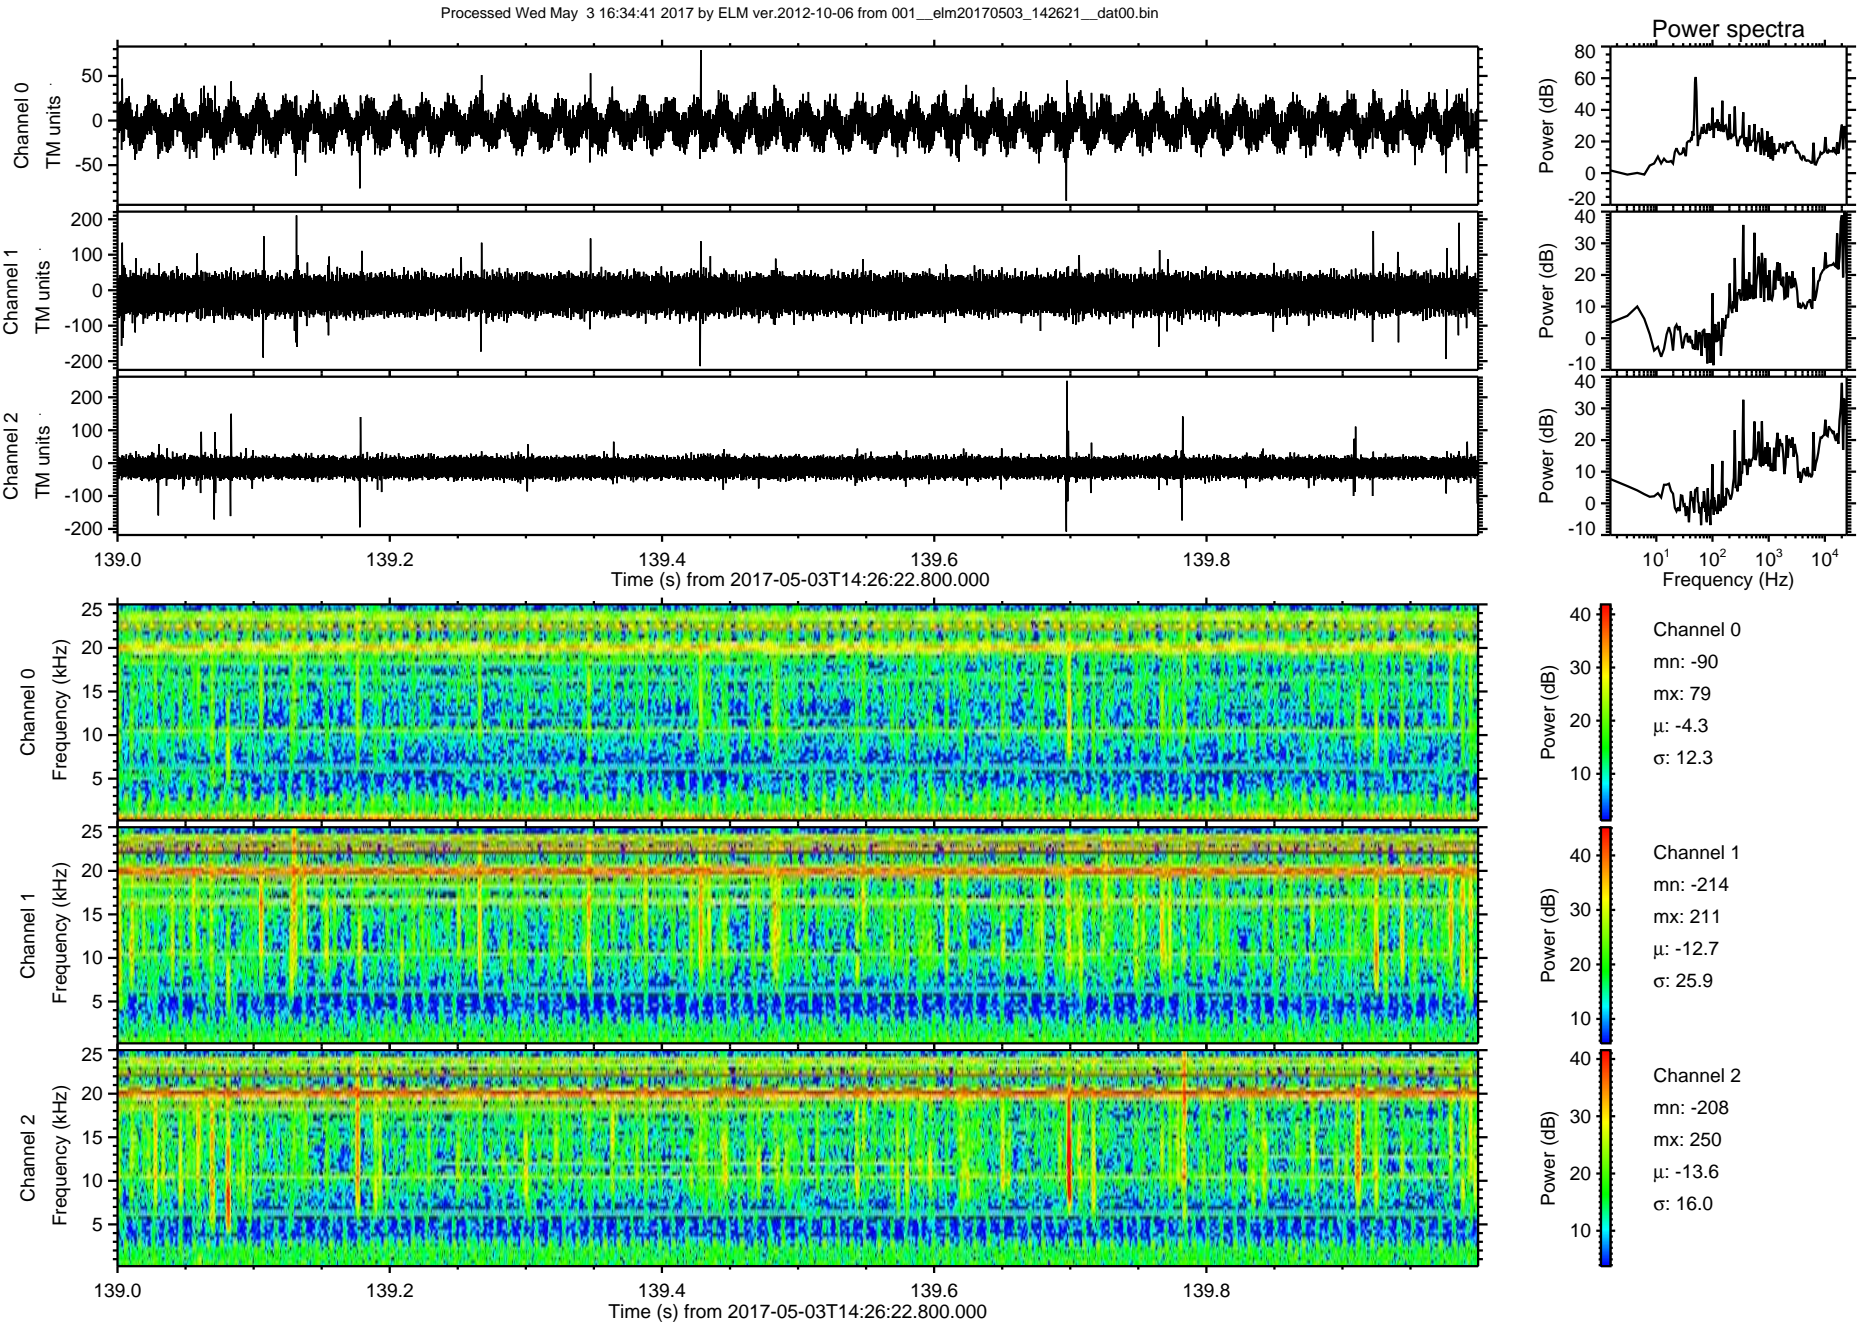 Processed Wed May  3 16:34:41 2017 by ELM ver.2012-10-06 from 001__elm20170503_142621__dat00.bin
Power spectra
Channel 0
TM units
50
0
-50
Power (dB)
80
60
40
20
0
-20
Channel 1
TM units
200
100
0
-100
-200
Power (dB)
40
30
20
10
0
-10
Channel 2
TM units
200
100
0
-100
-200
Power (dB)
40
30
20
10
0
-10
139.0 139.2 139.4 139.6 139.8
Time (s) from 2017-05-03T14:26:22.800.000
10^1 10^2 10^3 10^4
Frequency (Hz)
Channel 0
Frequency (kHz)
25
20
15
10
5
Power (dB)
40
30
20
10
Channel 0
mn: -90
mx: 79
μ: -4.3
σ: 12.3
Channel 1
Frequency (kHz)
25
20
15
10
5
Power (dB)
40
30
20
10
Channel 1
mn: -214
mx: 211
μ: -12.7
σ: 25.9
Channel 2
Frequency (kHz)
25
20
15
10
5
Power (dB)
40
30
20
10
Channel 2
mn: -208
mx: 250
μ: -13.6
σ: 16.0
139.0 139.2 139.4 139.6 139.8
Time (s) from 2017-05-03T14:26:22.800.000